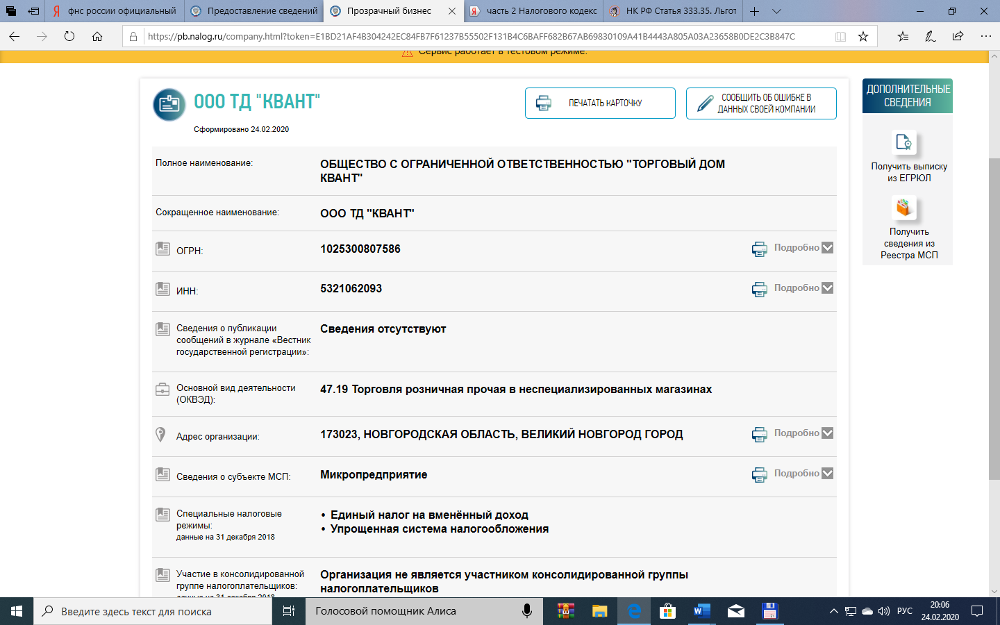 фнс россии официальный
Предоставление сведений
Прозрачный бизнес
часть 2 Налогового кодекс
НК РФ Статья 333.35. Льгот
https://pb.nalog.ru/company.html?token=E1BD21AF4B304242EC84FB7F61237B55502F131B4C6BAFF682B67AB69830109A41B4443A805A03A23658B0DE2C3B847C
Сервис работает в тестовом режиме.
ООО ТД "КВАНТ"
Сформировано 24.02.2020
ПЕЧАТАТЬ КАРТОЧКУ
СООБЩИТЬ ОБ ОШИБКЕ В
ДАННЫХ СВОЕЙ КОМПАНИИ
ДОПОЛНИТЕЛЬНЫЕ
СВЕДЕНИЯ
Получить выписку
из ЕГРЮЛ
Получить
сведения из
Реестра МСП
Полное наименование:
ОБЩЕСТВО С ОГРАНИЧЕННОЙ ОТВЕТСТВЕННОСТЬЮ "ТОРГОВЫЙ ДОМ
КВАНТ"
Сокращенное наименование:
ООО ТД "КВАНТ"
ОГРН:
1025300807586
Подробно
ИНН:
5321062093
Подробно
Сведения о публикации
сообщений в журнале «Вестник
государственной регистрации»:
Сведения отсутствуют
Основной вид деятельности
(ОКВЭД):
47.19 Торговля розничная прочая в неспециализированных магазинах
Адрес организации:
173023, НОВГОРОДСКАЯ ОБЛАСТЬ, ВЕЛИКИЙ НОВГОРОД ГОРОД
Подробно
Сведения о субъекте МСП:
Микропредприятие
Подробно
Специальные налоговые
режимы:
данные на 31 декабря 2018
• Единый налог на вменённый доход
• Упрощенная система налогообложения
Участие в консолидированной
группе налогоплательщиков:
данные на 31 декабря 2018
Организация не является участником консолидированной группы
налогоплательщиков
Введите здесь текст для поиска
Голосовой помощник Алиса
РУС
20:06
24.02.2020